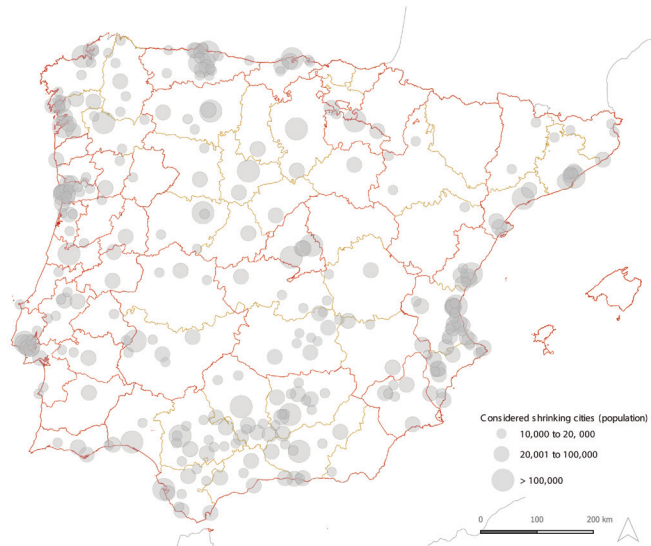 Considered shrinking cities (population)
10,000 to 20, 000
20,001 to 100,000
> 100,000
0 100 200 km